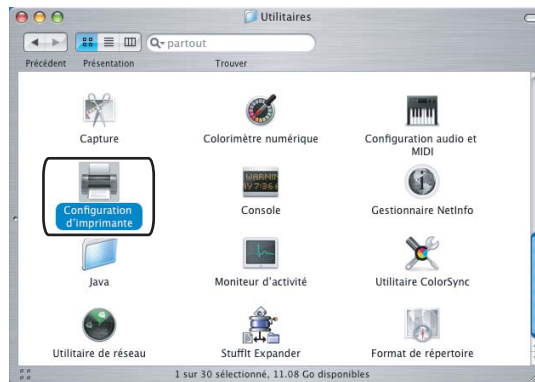 Utilitaires
partout
Précédent Présentation Trouver
Capture Colorimètre numérique Configuration audio et MIDI
Configuration d'imprimante Console Gestionnaire NetInfo
Java Moniteur d'activité Utilitaire ColorSync
Utilitaire de réseau StuffIt Expander Format de répertoire
1 sur 30 sélectionné, 11.08 Go disponibles